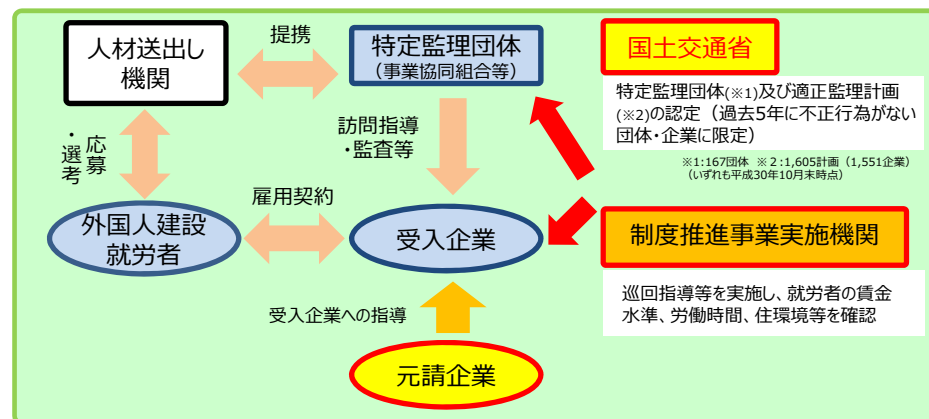 人材送出し
機関
提携
特定監理団体
（事業協同組合等）
国土交通省
特定監理団体(※1)及び適正監理計画
(※2)の認定（過去5年に不正行為がない
団体・企業に限定）
※1:167団体 ※２:1,605計画（1,551企業）
（いずれも平成30年10月末時点）
訪問指導
・監査等
応募
・選考
雇用契約
外国人建設
就労者
受入企業
制度推進事業実施機関
巡回指導等を実施し、就労者の賃金
水準、労働時間、住環境等を確認
受入企業への指導
元請企業